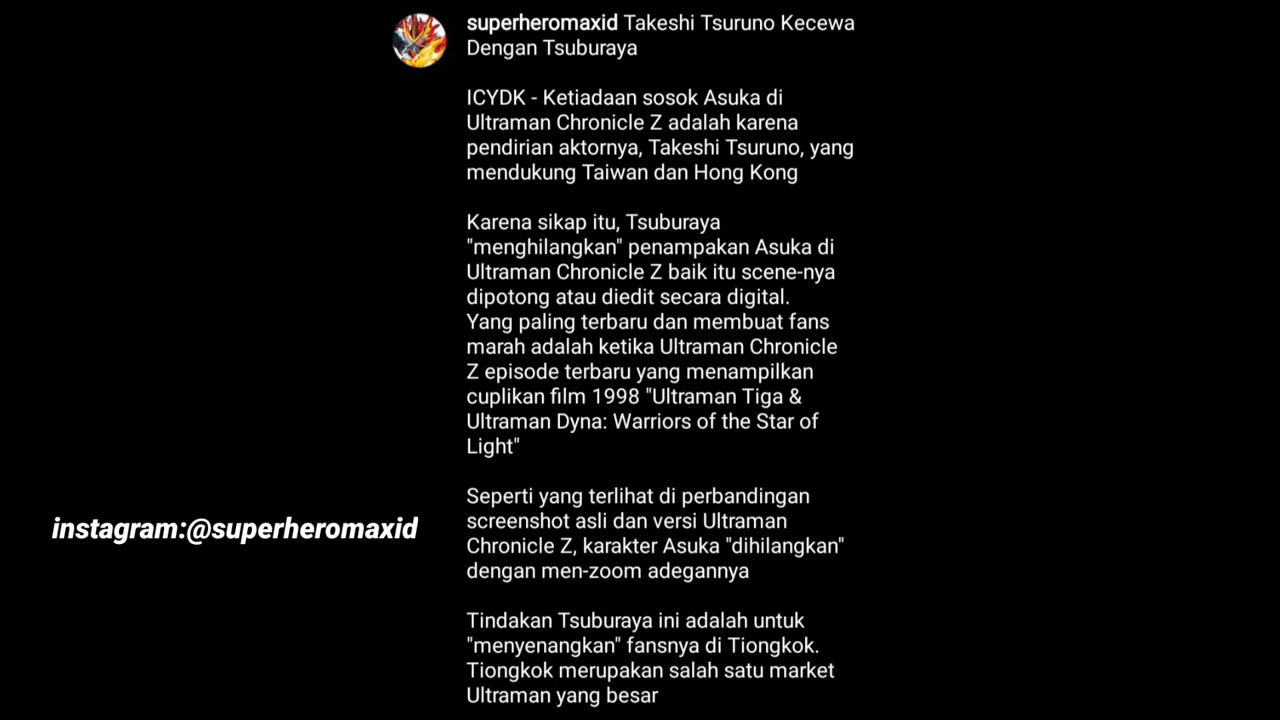 superheromaxid Takeshi Tsuruno Kecewa
Dengan Tsuburaya
ICYDK - Ketiadaan sosok Asuka di
Ultraman Chronicle Z adalah karena
pendirian aktornya, Takeshi Tsuruno, yang
mendukung Taiwan dan Hong Kong
Karena sikap itu, Tsuburaya
"menghilangkan" penampakan Asuka di
Ultraman Chronicle Z baik itu scene-nya
dipotong atau diedit secara digital.
Yang paling terbaru dan membuat fans
marah adalah ketika Ultraman Chronicle
Z episode terbaru yang menampilkan
cuplikan film 1998 "Ultraman Tiga &
Ultraman Dyna: Warriors of the Star of
Light"
Seperti yang terlihat di perbandingan
screenshot asli dan versi Ultraman
Chronicle Z, karakter Asuka "dihilangkan"
dengan men-zoom adegannya
Tindakan Tsuburaya ini adalah untuk
"menyenangkan" fansnya di Tiongkok.
Tiongkok merupakan salah satu market
Ultraman yang besar
instagram:@superheromaxid